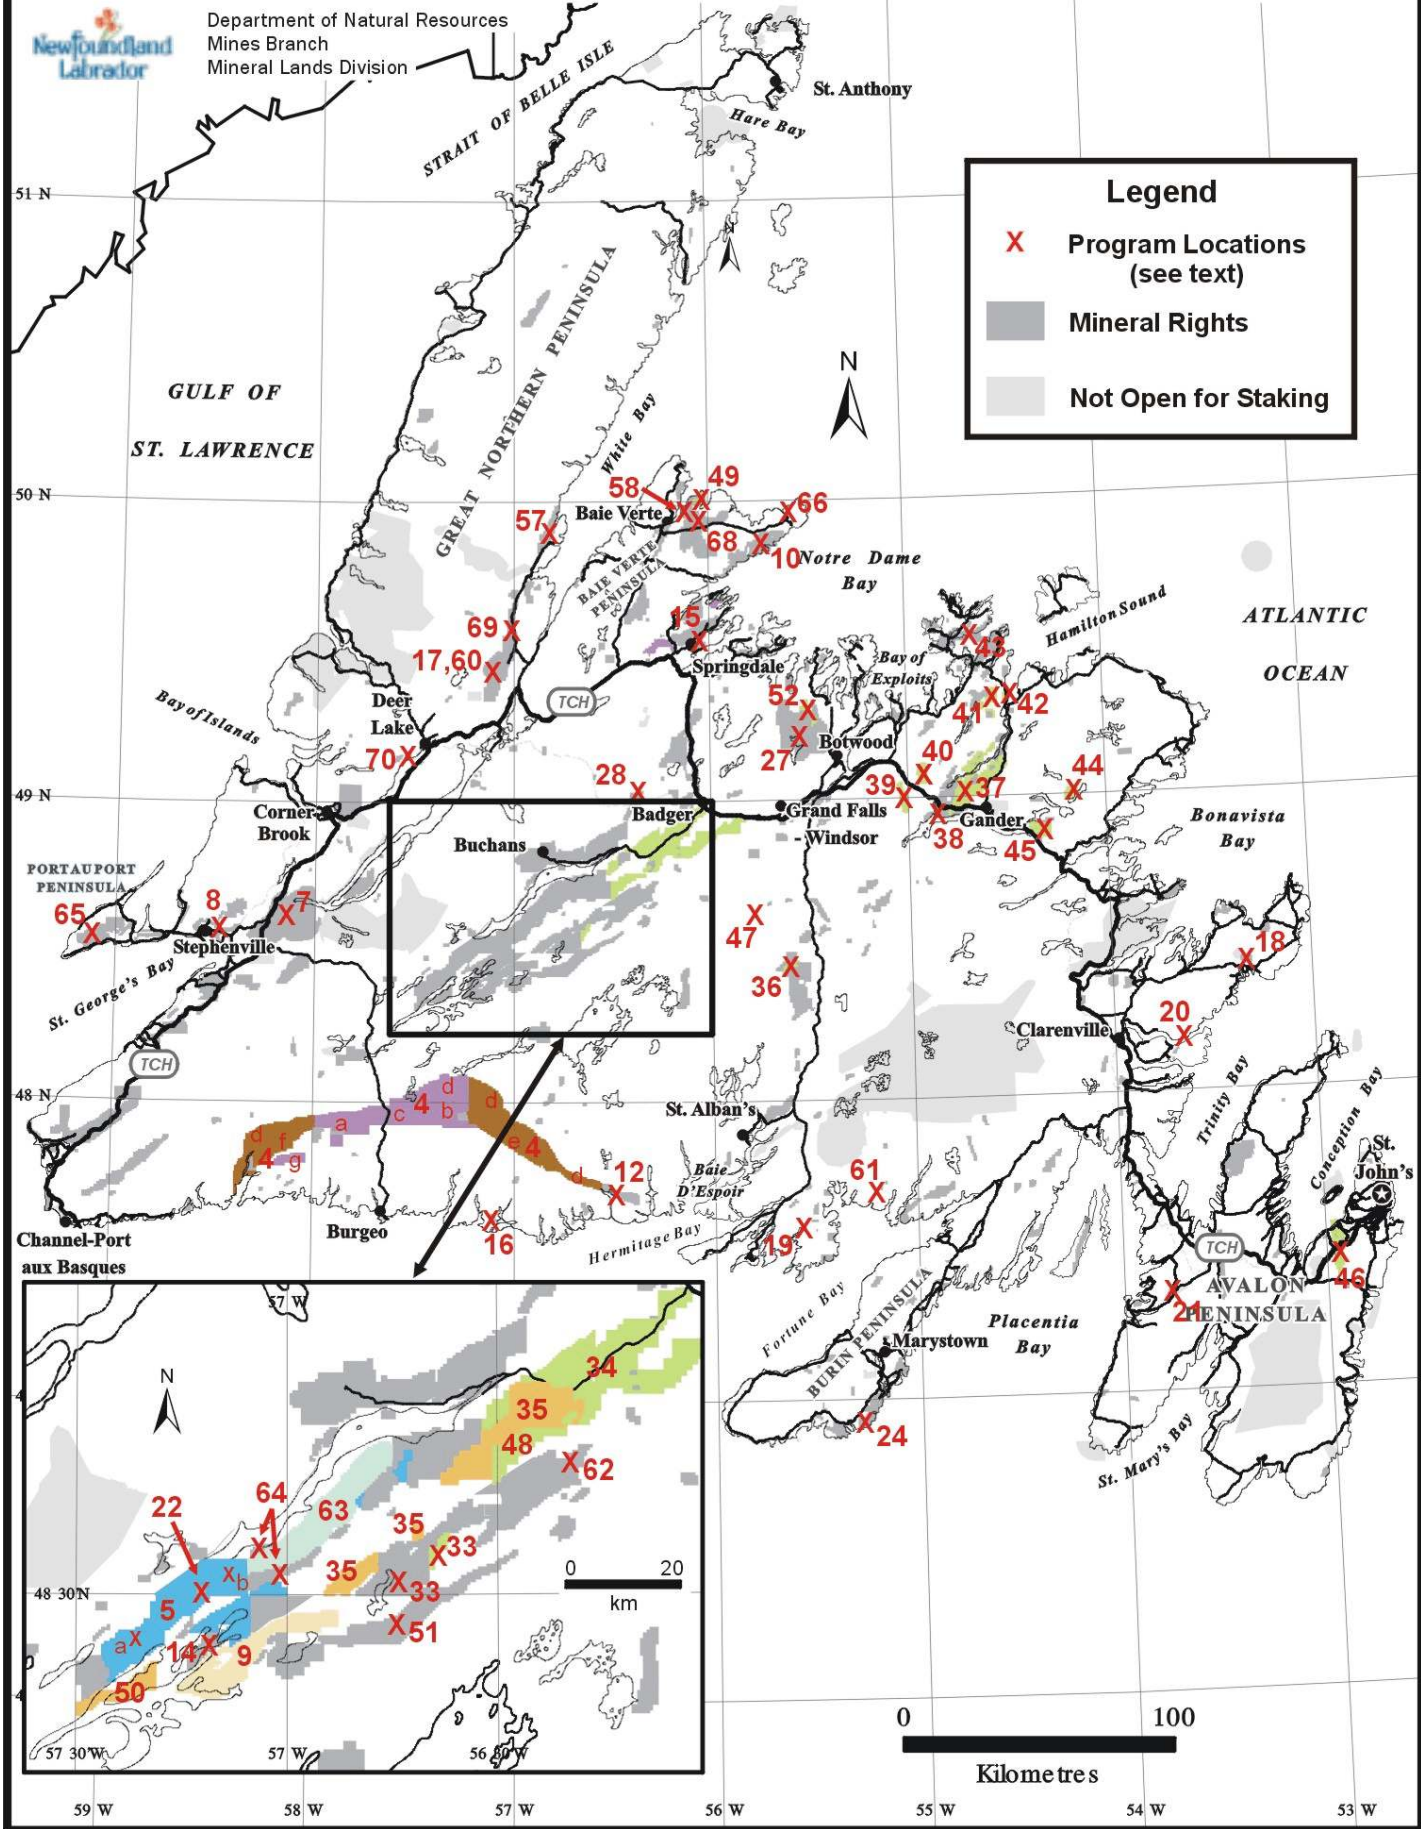 Newfoundland
Labrador
Department of Natural Resources
Mines Branch
Mineral Lands Division
STRAIT OF BELLE ISLE
St. Anthony
Hare Bay
51 N
N
Legend
X Program Locations
(see text)
Mineral Rights
Not Open for Staking
GREAT NORTHERN PENINSULA
White Bay
N
GULF OF
ST. LAWRENCE
50 N
58
49
66
57
Baie Verte
68
10
BAIE VERTE
PENINSULA
Notre Dame
Bay
Hamilton Sound
ATLANTIC
OCEAN
69
15
17,60
Springdale
43
Bay of
Exploits
TCH
Deer
Lake
Bay of Islands
52
41
42
70
27
Botwood
40
28
39
37
44
49 N
Corner
Brook
Badger
Grand Falls
- Windsor
38
Gander
45
Bonavista
Bay
Buchans
PORT AU PORT
PENINSULA
65
8
7
Stephenville
47
36
18
St. George's Bay
20
Clarenville
TCH
48 N
Trinity Bay
Conception Bay
St.
John's
St. Alban's
d
4
c
b
a
d
d
f
4
g
e
4
d
12
Baie
D'Espoir
61
Burgeo
16
Hermitage Bay
19
Channel-Port
aux Basques
TCH
46
21
AVALON
PENINSULA
Fortune Bay
BURIN PENINSULA
Marystown
Placentia
Bay
24
St. Mary's Bay
57 W
N
34
35
48
62
22
64
63
35
33
35
b
33
48 30N
5
a
14
9
51
50
0 20
km
57 30'W
57 W
56 30 W
0 100
Kilometres
59 W
58 W
57 W
56 W
55 W
54 W
53 W